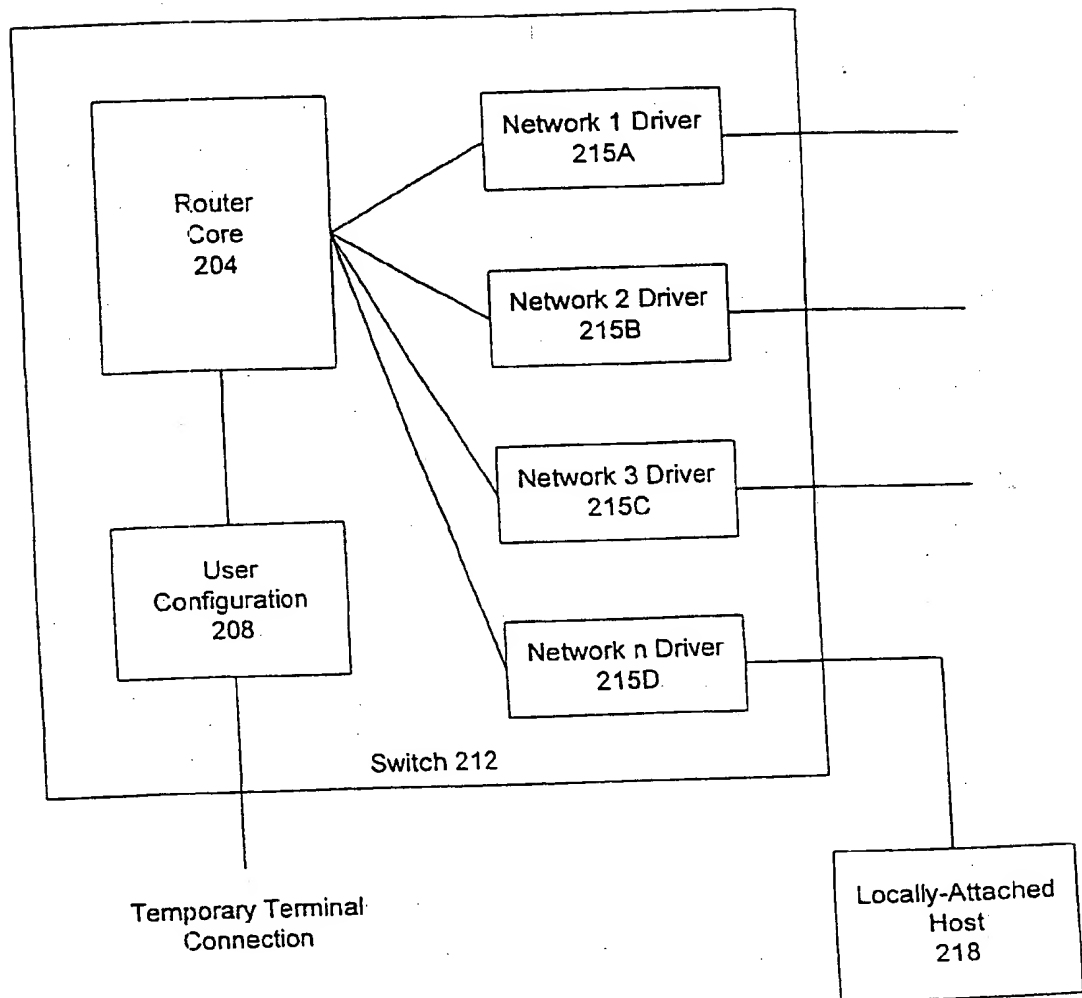 Network 1 Driver
215A
Router
Core
204
Network 2 Driver
215B
Network 3 Driver
215C
User
Configuration
208
Network n Driver
215D
Switch 212
Temporary Terminal
Connection
Locally-Attached
Host
218